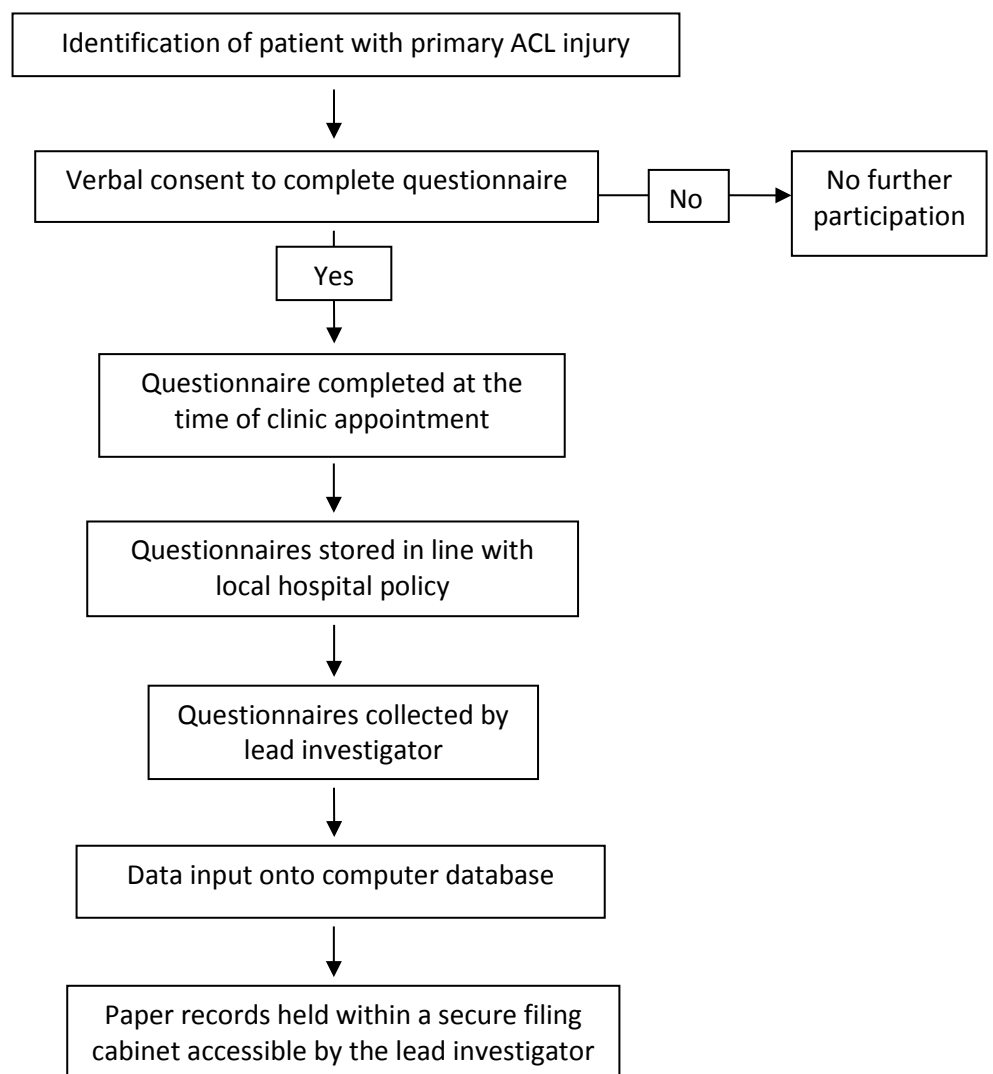 Identification of patient with primary ACL injury
Verbal consent to complete questionnaire
No
No further
participation
Yes
Questionnaire completed at the
time of clinic appointment
Questionnaires stored in line with
local hospital policy
Questionnaires collected by
lead investigator
Data input onto computer database
Paper records held within a secure filing
cabinet accessible by the lead investigator